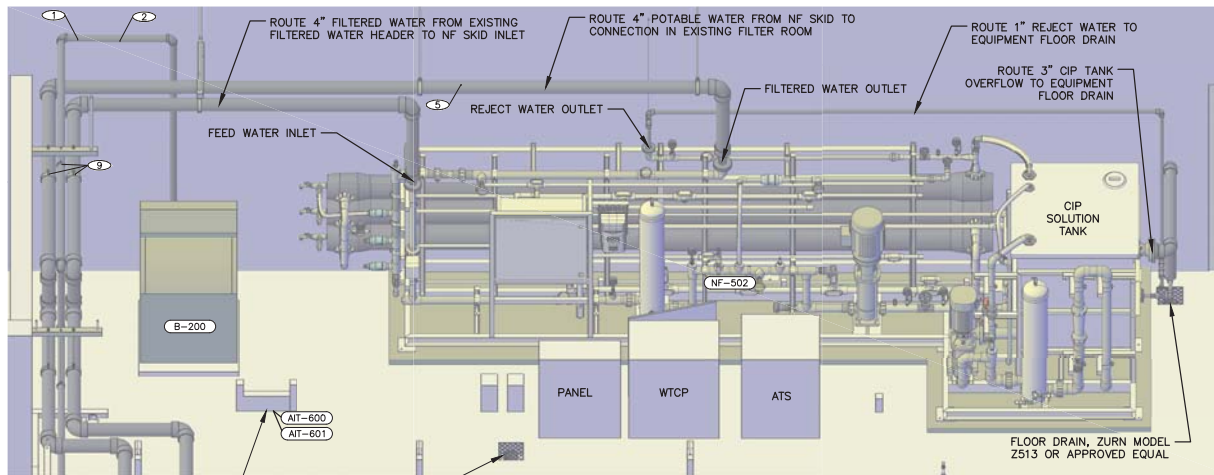 1
2
ROUTE 4" FILTERED WATER FROM EXISTING
FILTERED WATER HEADER TO NF SKID INLET
ROUTE 4" POTABLE WATER FROM NF SKID TO
CONNECTION IN EXISTING FILTER ROOM
ROUTE 1" REJECT WATER TO
EQUIPMENT FLOOR DRAIN
ROUTE 3" CIP TANK
OVERFLOW TO EQUIPMENT
FLOOR DRAIN
5
FILTERED WATER OUTLET
REJECT WATER OUTLET
FEED WATER INLET
9
CIP
SOLUTION
TANK
NF-502
B-200
PANEL
WTCP
ATS
AIT-600
AIT-601
FLOOR DRAIN, ZURN MODEL
Z513 OR APPROVED EQUAL